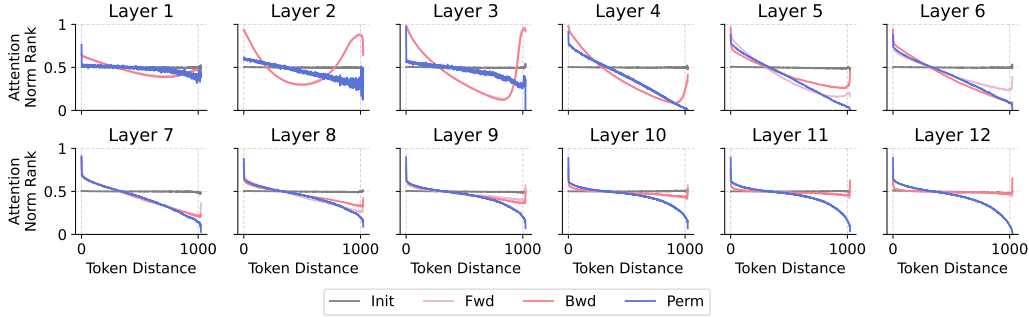 Layer 1 Layer 2 Layer 3 Layer 4 Layer 5 Layer 6
1
0.5
0
Attention
Norm Rank
Layer 7 Layer 8 Layer 9 Layer 10 Layer 11 Layer 12
1
0.5
0
Attention
Norm Rank
0 1000 0 1000 0 1000 0 1000 0 1000 0 1000
Token Distance Token Distance Token Distance Token Distance Token Distance Token Distance
Init Fwd Bwd Perm